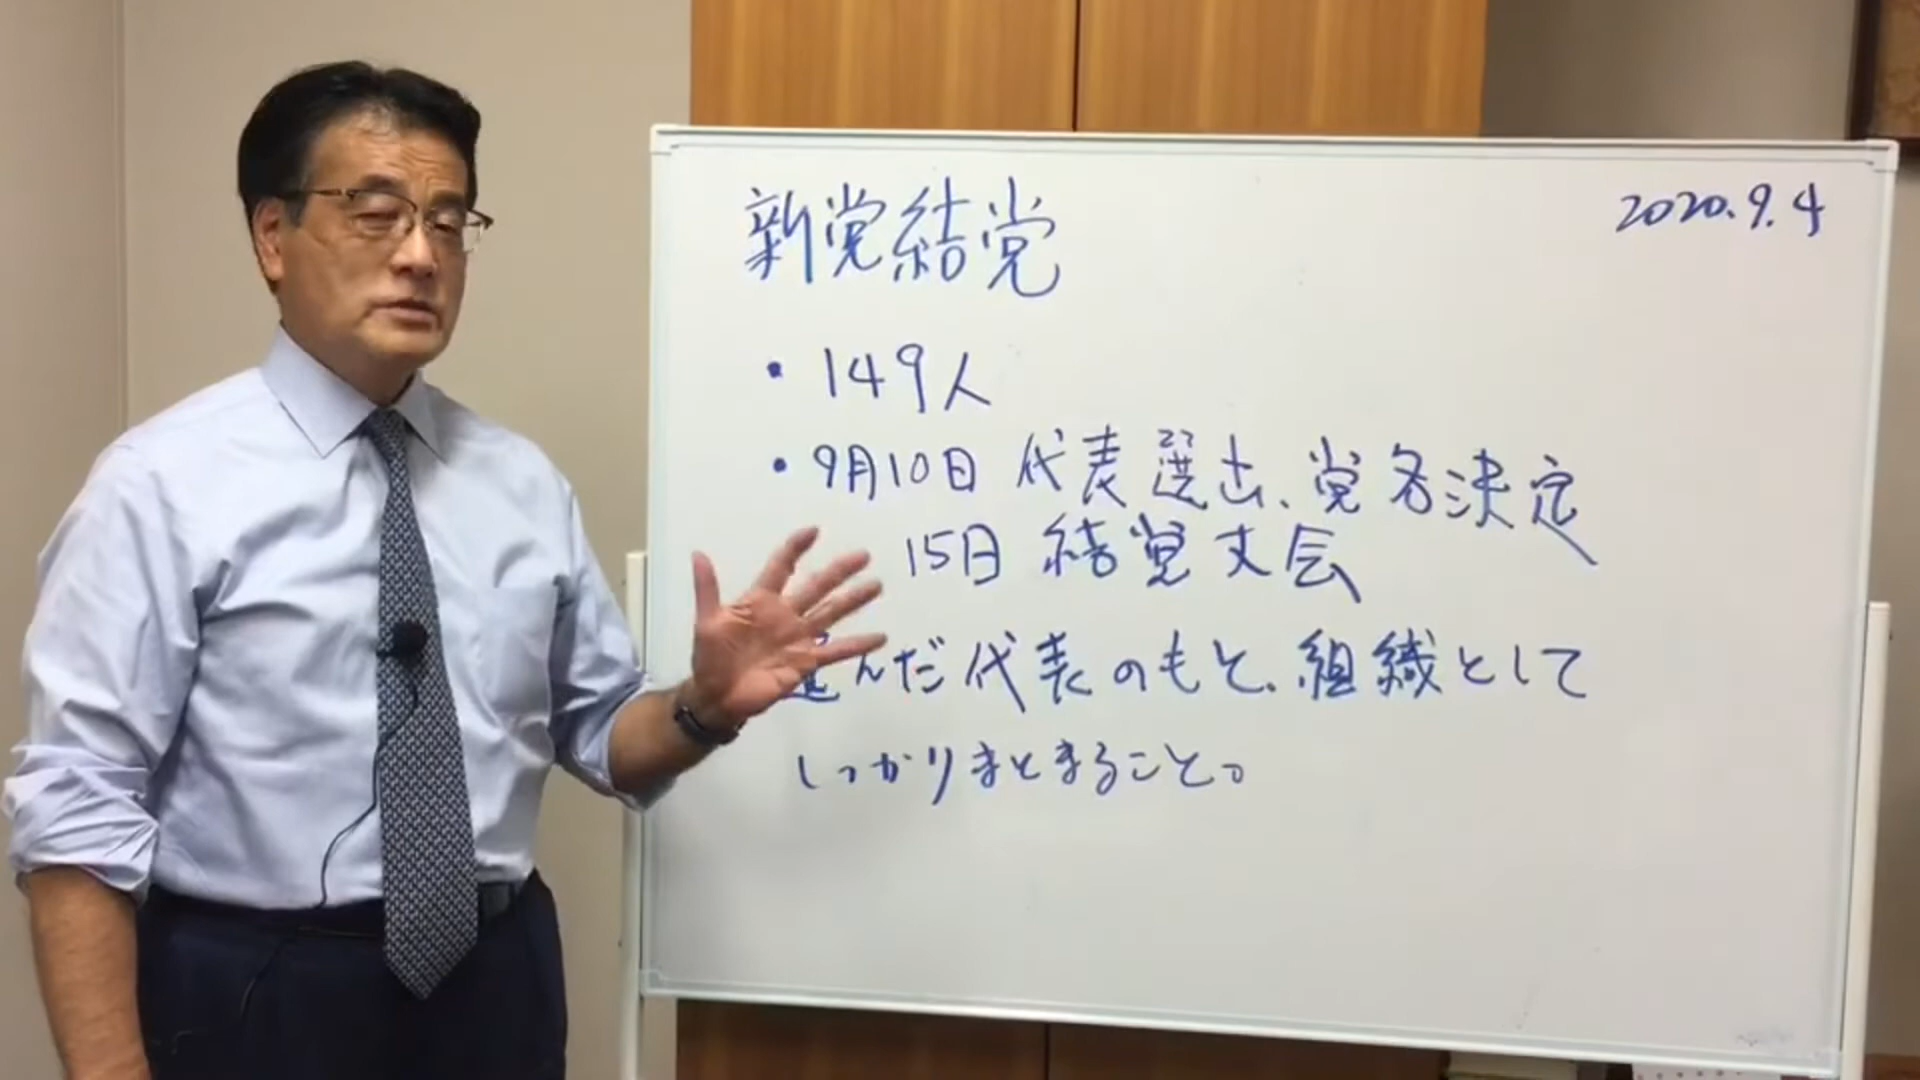 新党結党
2020.9.4
・149人
・9月10日 代表選出、党名決定
15日 結党大会
選んだ代表のもと、組織として
しっかりまとまること。